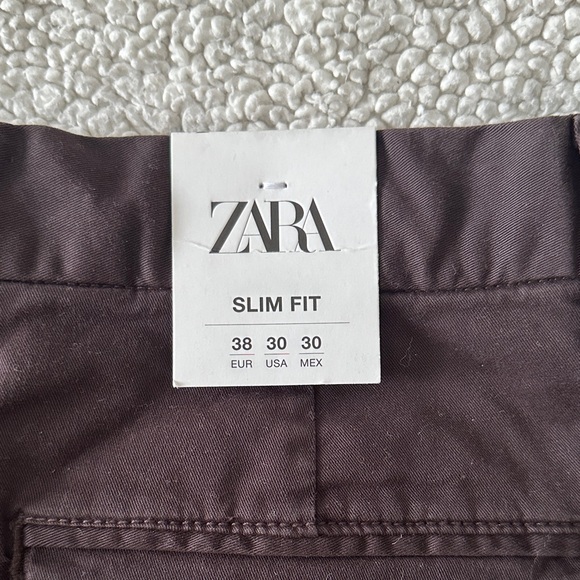 ZARA
SLIM FIT
38 30 30
EUR USA MEX